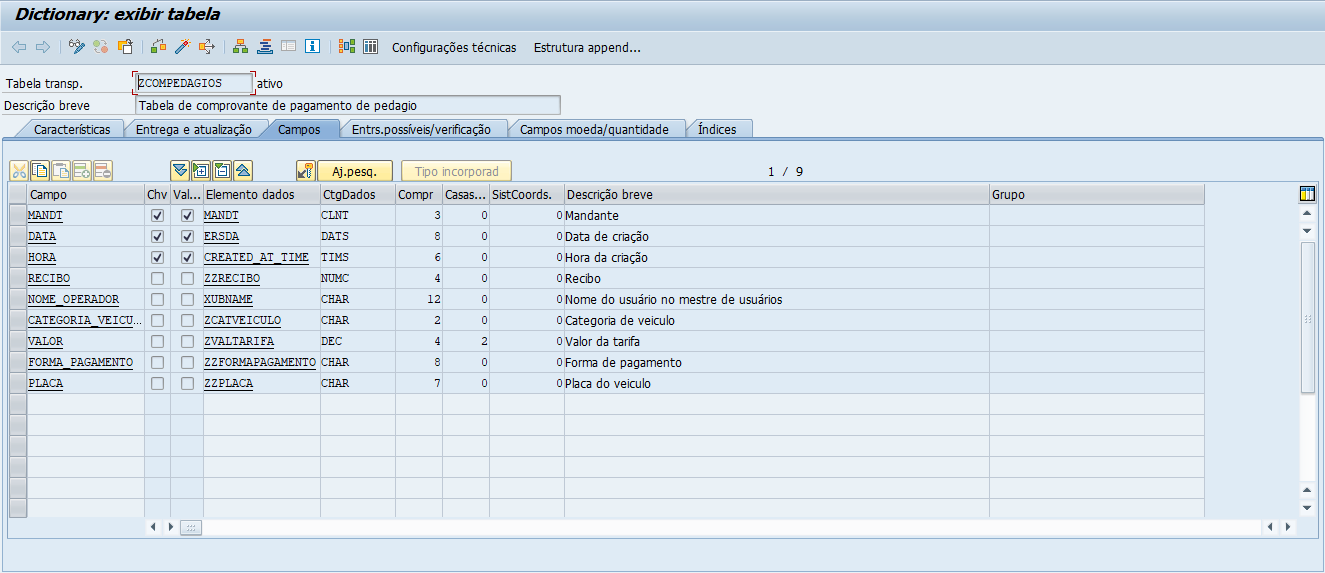 Dictionary: exibir tabela
Configurações técnicas Estrutura append...
Tabela transp. ZCOMPEDAGIOS ativo
Descrição breve Tabela de comprovante de pagamento de pedagio
Características Entrega e atualização Campos Entrs.possíveis/verificação Campos moeda/quantidade Índices
Aj.pesq. Tipo incorporad 1 / 9
Campo Chv Val... Elemento dados CtgDados Compr Casas... SistCoords. Descrição breve Grupo
MANDT MANDT CLNT 3 0 0 Mandante
DATA ERSDA DATS 8 0 0 Data de criação
HORA CREATED_AT_TIME TIMS 6 0 0 Hora da criação
RECIBO ZZRECIBO NUMC 4 0 0 Recibo
NOME_OPERADOR XUBNAME CHAR 12 0 0 Nome do usuário no mestre de usuários
CATEGORIA_VEICU... ZCATVEICULO CHAR 2 0 0 Categoria de veiculo
VALOR ZVALTARIFA DEC 4 2 0 Valor da tarifa
FORMA_PAGAMENTO ZZFORMAPAGAMENTO CHAR 8 0 0 Forma de pagamento
PLACA ZZPLACA CHAR 7 0 0 Placa do veiculo